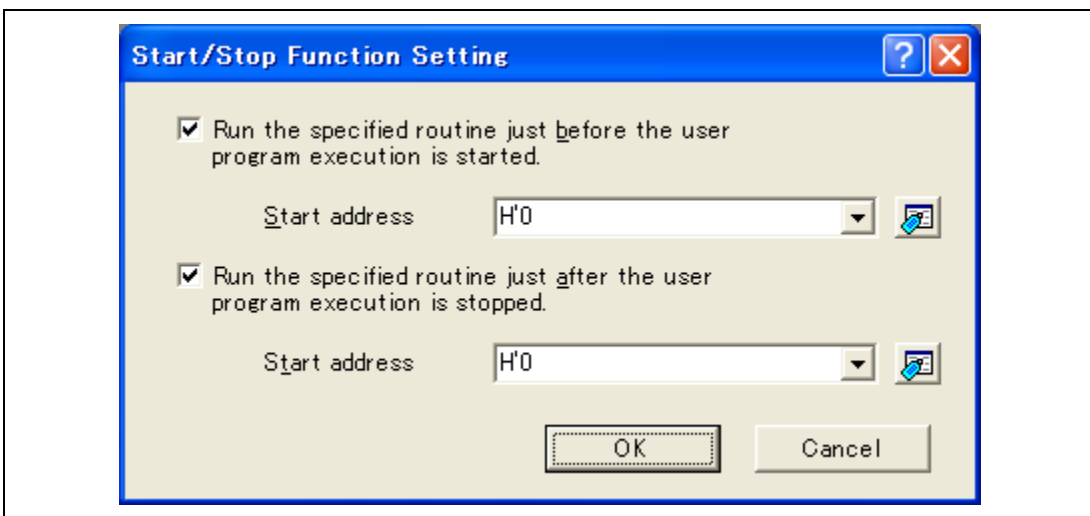 Start/Stop Function Setting
Run the specified routine just before the user
program execution is started.
Start address H'0
Run the specified routine just after the user
program execution is stopped.
Start address H'0
OK Cancel